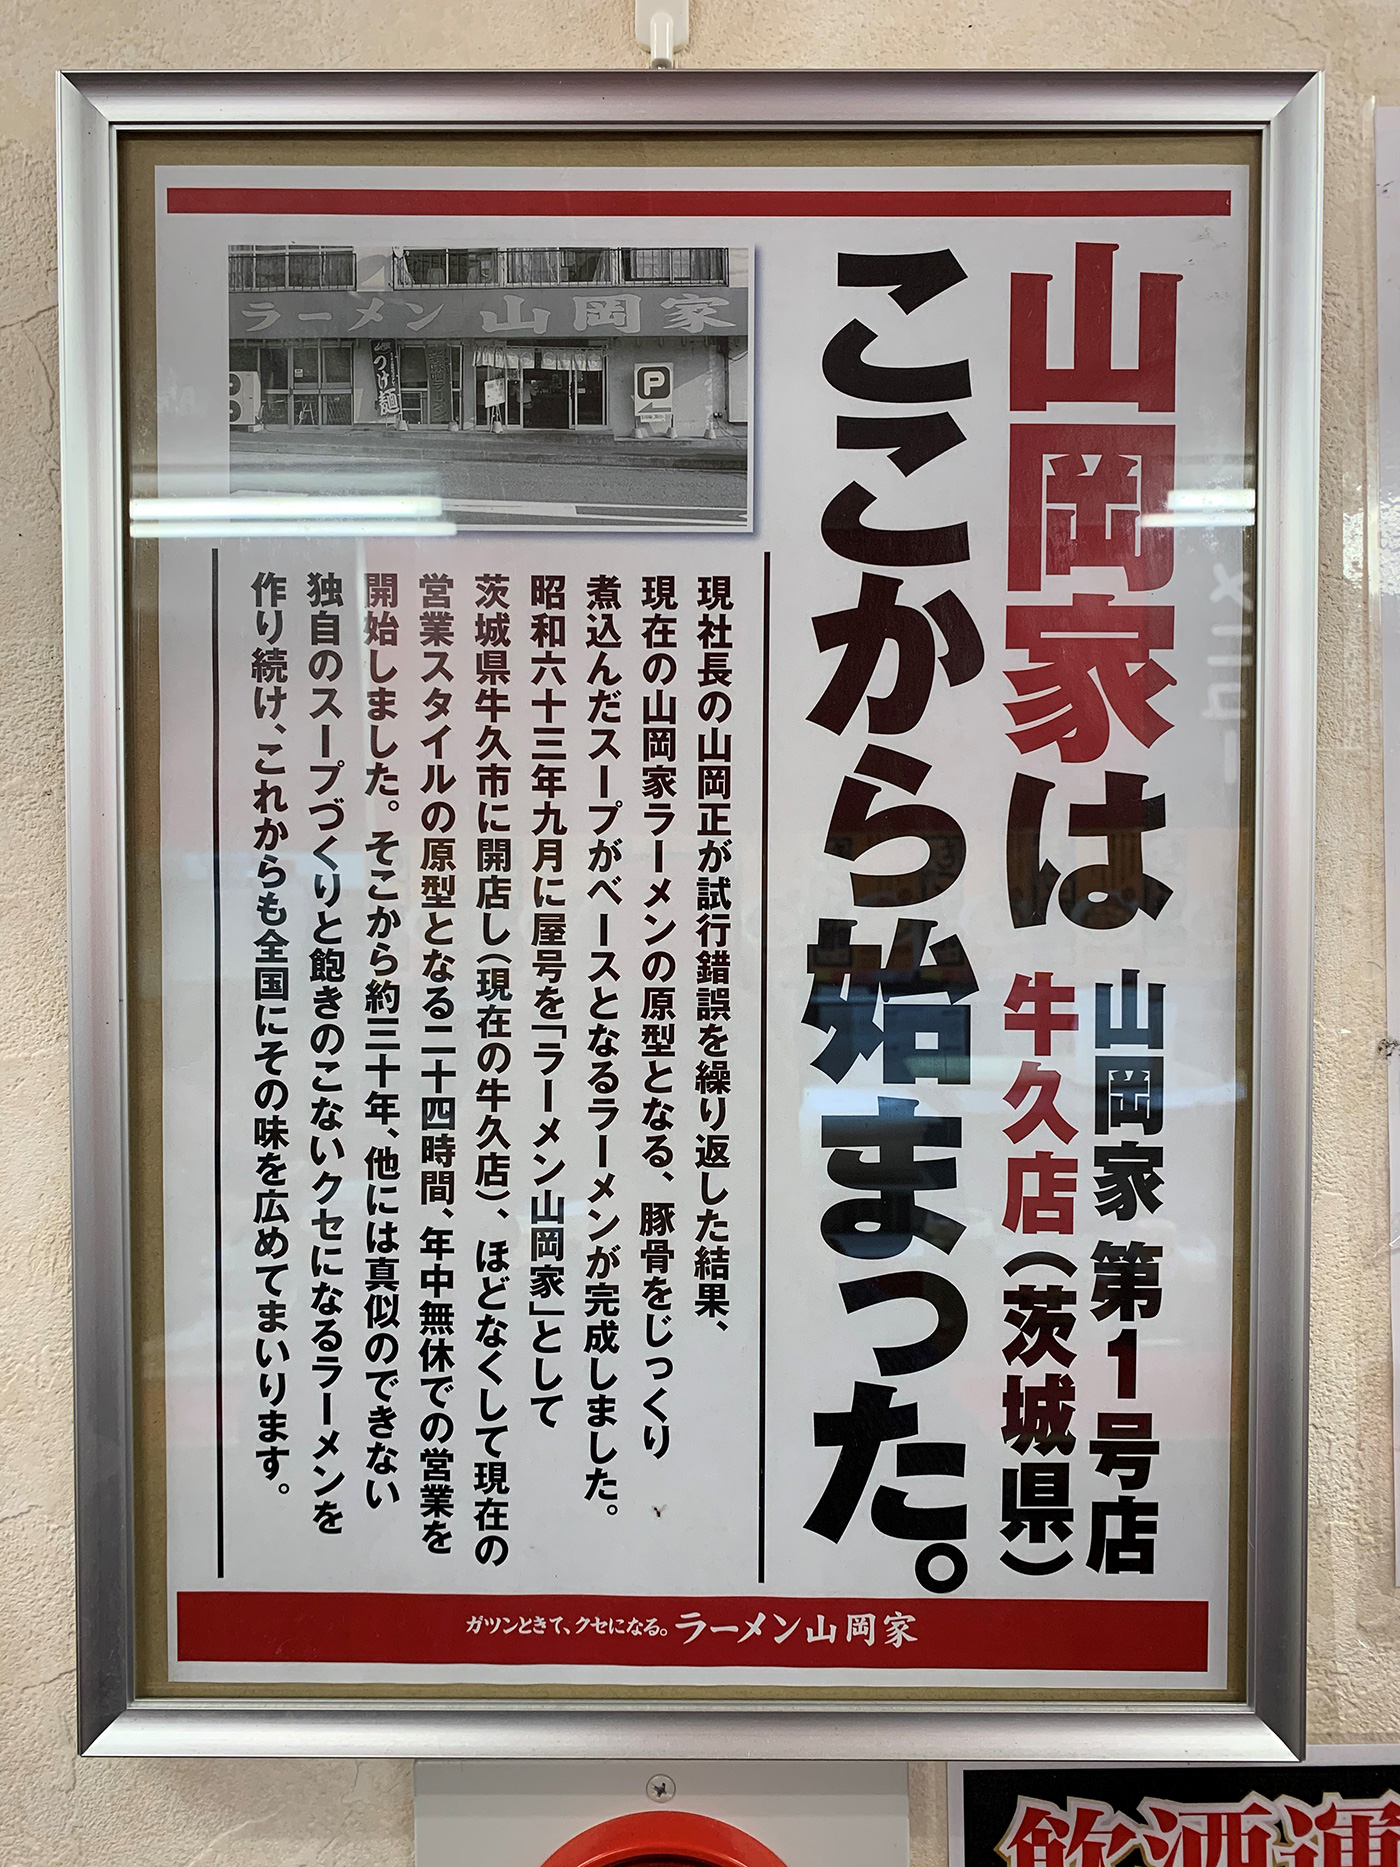 山岡家は
ここから始まった。
山岡家 第1号店
牛久店(茨城県)
ラーメン 山岡家
つけ麺
P
現社長の山岡正が試行錯誤を繰り返した結果、
現在の山岡家ラーメンの原型となる、豚骨をじっくり
煮込んだスープがベースとなるラーメンが完成しました。
昭和六十三年九月に屋号を「ラーメン山岡家」として
茨城県牛久市に開店し(現在の牛久店)、ほどなくして現在の
営業スタイルの原型となる二十四時間、年中無休での営業を
開始しました。そこから約三十年、他には真似のできない
独自のスープづくりと飽きのこないクセになるラーメンを
作り続け、これからも全国にその味を広めてまいります。
ガツンときて、クセになる。ラーメン山岡家
飲酒運